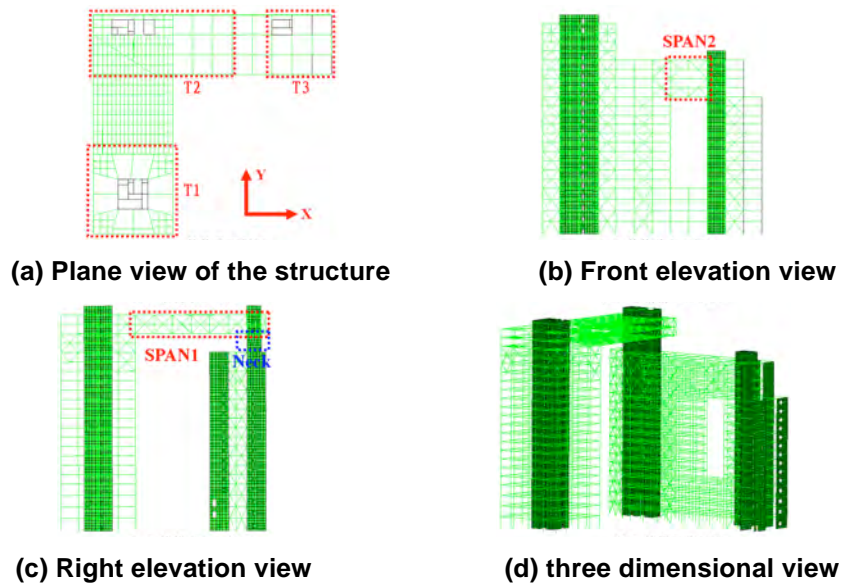 T2
T3
T1
Y
X
(a) Plane view of the structure
SPAN2
(b) Front elevation view
SPAN1
Neck
(c) Right elevation view
(d) three dimensional view